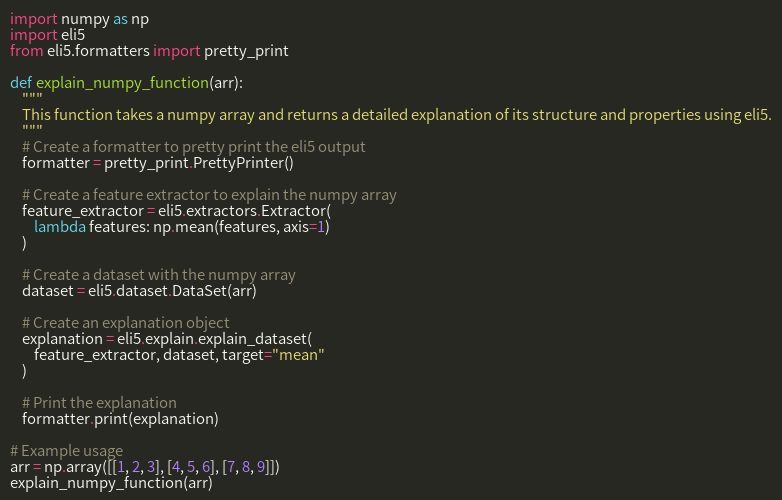 import numpy as np
import eli5
from eli5.formatters import pretty_print
def explain_numpy_function(arr):
"""
This function takes a numpy array and returns a detailed explanation of its structure and properties using eli5.
"""
# Create a formatter to pretty print the eli5 output
formatter = pretty_print.PrettyPrinter()
# Create a feature extractor to explain the numpy array
feature_extractor = eli5.extractors.Extractor(
lambda features: np.mean(features, axis=1)
)
# Create a dataset with the numpy array
dataset = eli5.dataset.DataSet(arr)
# Create an explanation object
explanation = eli5.explain.explain_dataset(
feature_extractor, dataset, target="mean"
)
# Print the explanation
formatter.print(explanation)
# Example usage
arr = np.array([[1, 2, 3], [4, 5, 6], [7, 8, 9]])
explain_numpy_function(arr)